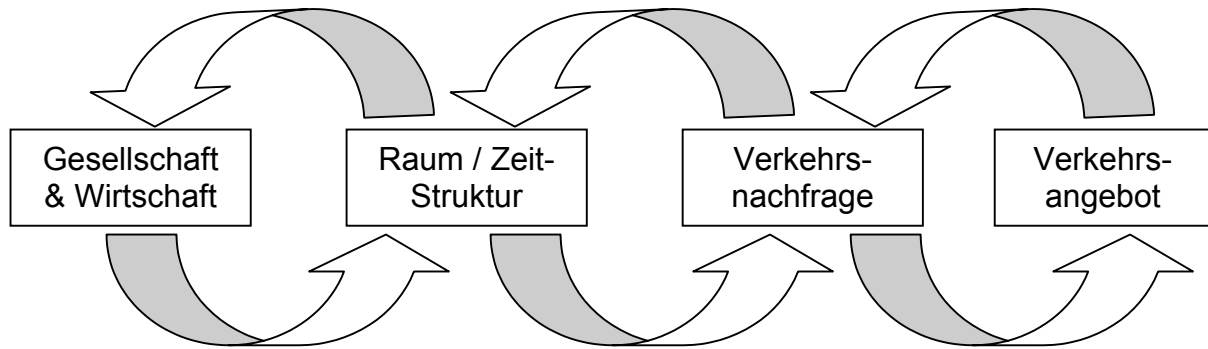 Gesellschaft
& Wirtschaft
Raum / Zeit-
Struktur
Verkehrs-
nachfrage
Verkehrs-
angebot